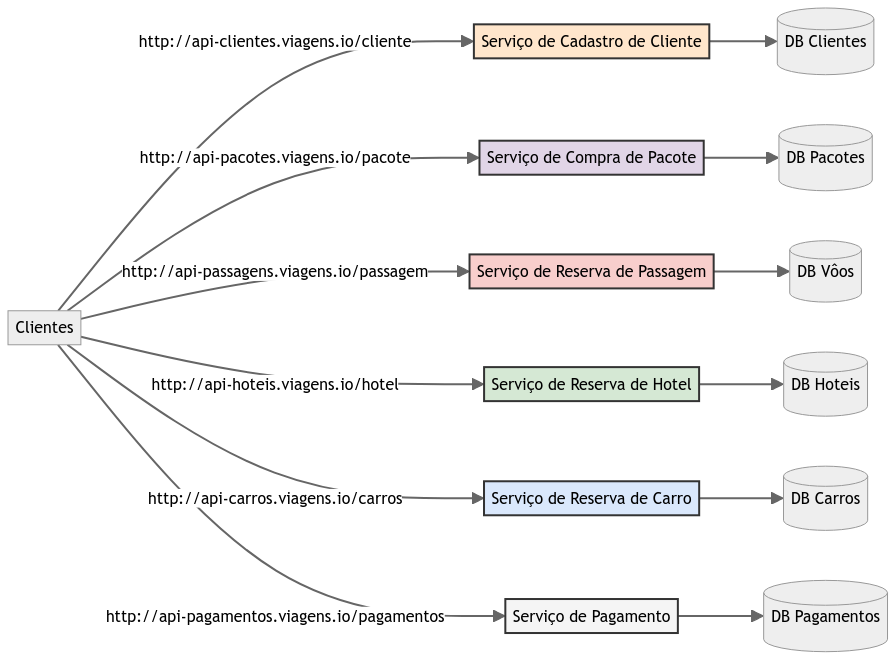 http://api-clientes.viagens.io/cliente
Serviço de Cadastro de Cliente
DB Clientes
http://api-pacotes.viagens.io/pacote
Serviço de Compra de Pacote
DB Pacotes
http://api-passagens.viagens.io/passagem
Serviço de Reserva de Passagem
DB Vôos
Clientes
http://api-hoteis.viagens.io/hotel
Serviço de Reserva de Hotel
DB Hoteis
http://api-carros.viagens.io/carros
Serviço de Reserva de Carro
DB Carros
http://api-pagamentos.viagens.io/pagamentos
Serviço de Pagamento
DB Pagamentos